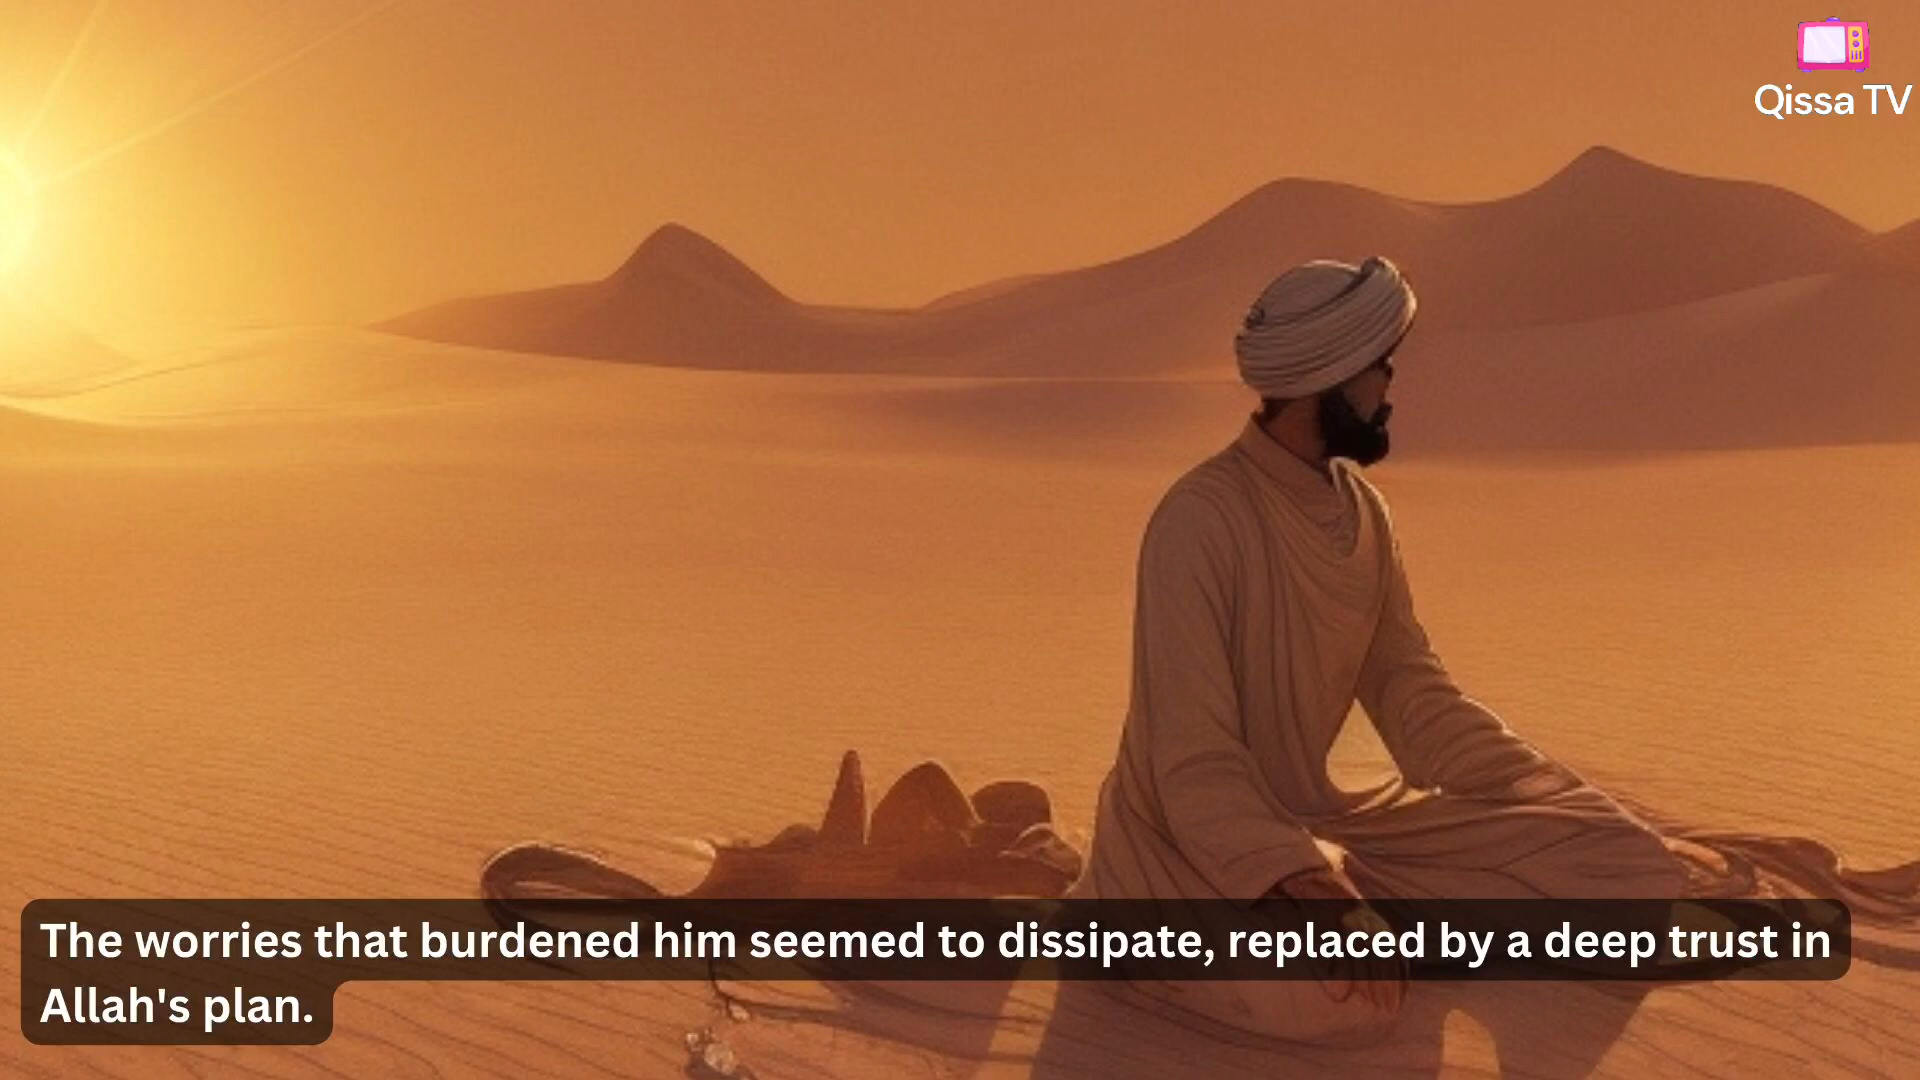 Qissa TV
The worries that burdened him seemed to dissipate, replaced by a deep trust in
Allah's plan.